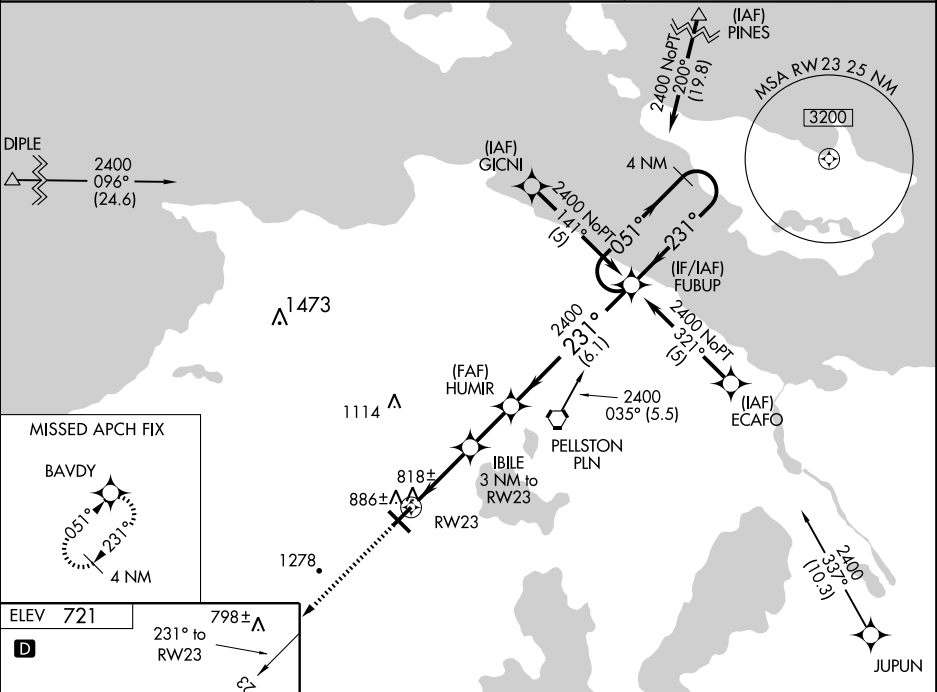 (IAF)
PINES
2400 NoPT
200°
(19.8)
MSA RW23 25 NM
3200
DIPLE
2400
096°
(24.6)
(IAF)
GICNI
4 NM
2400 NoPT
141°
(5)
051°
231°
(IF/IAF)
FUBUP
2400 NoPT
321°
(5)
(IAF)
ECAFO
1473
2400
231°
(6.1)
(FAF)
HUMIR
2400
035° (5.5)
1114
PELLSTON
PLN
MISSED APCH FIX
BAVDY
051°
231°
4 NM
IBILE
3 NM to
RW23
818±
886±
RW23
1278
2400
337°
(10.3)
JUPUN
ELEV 721
D
798±
231° to
RW23
23